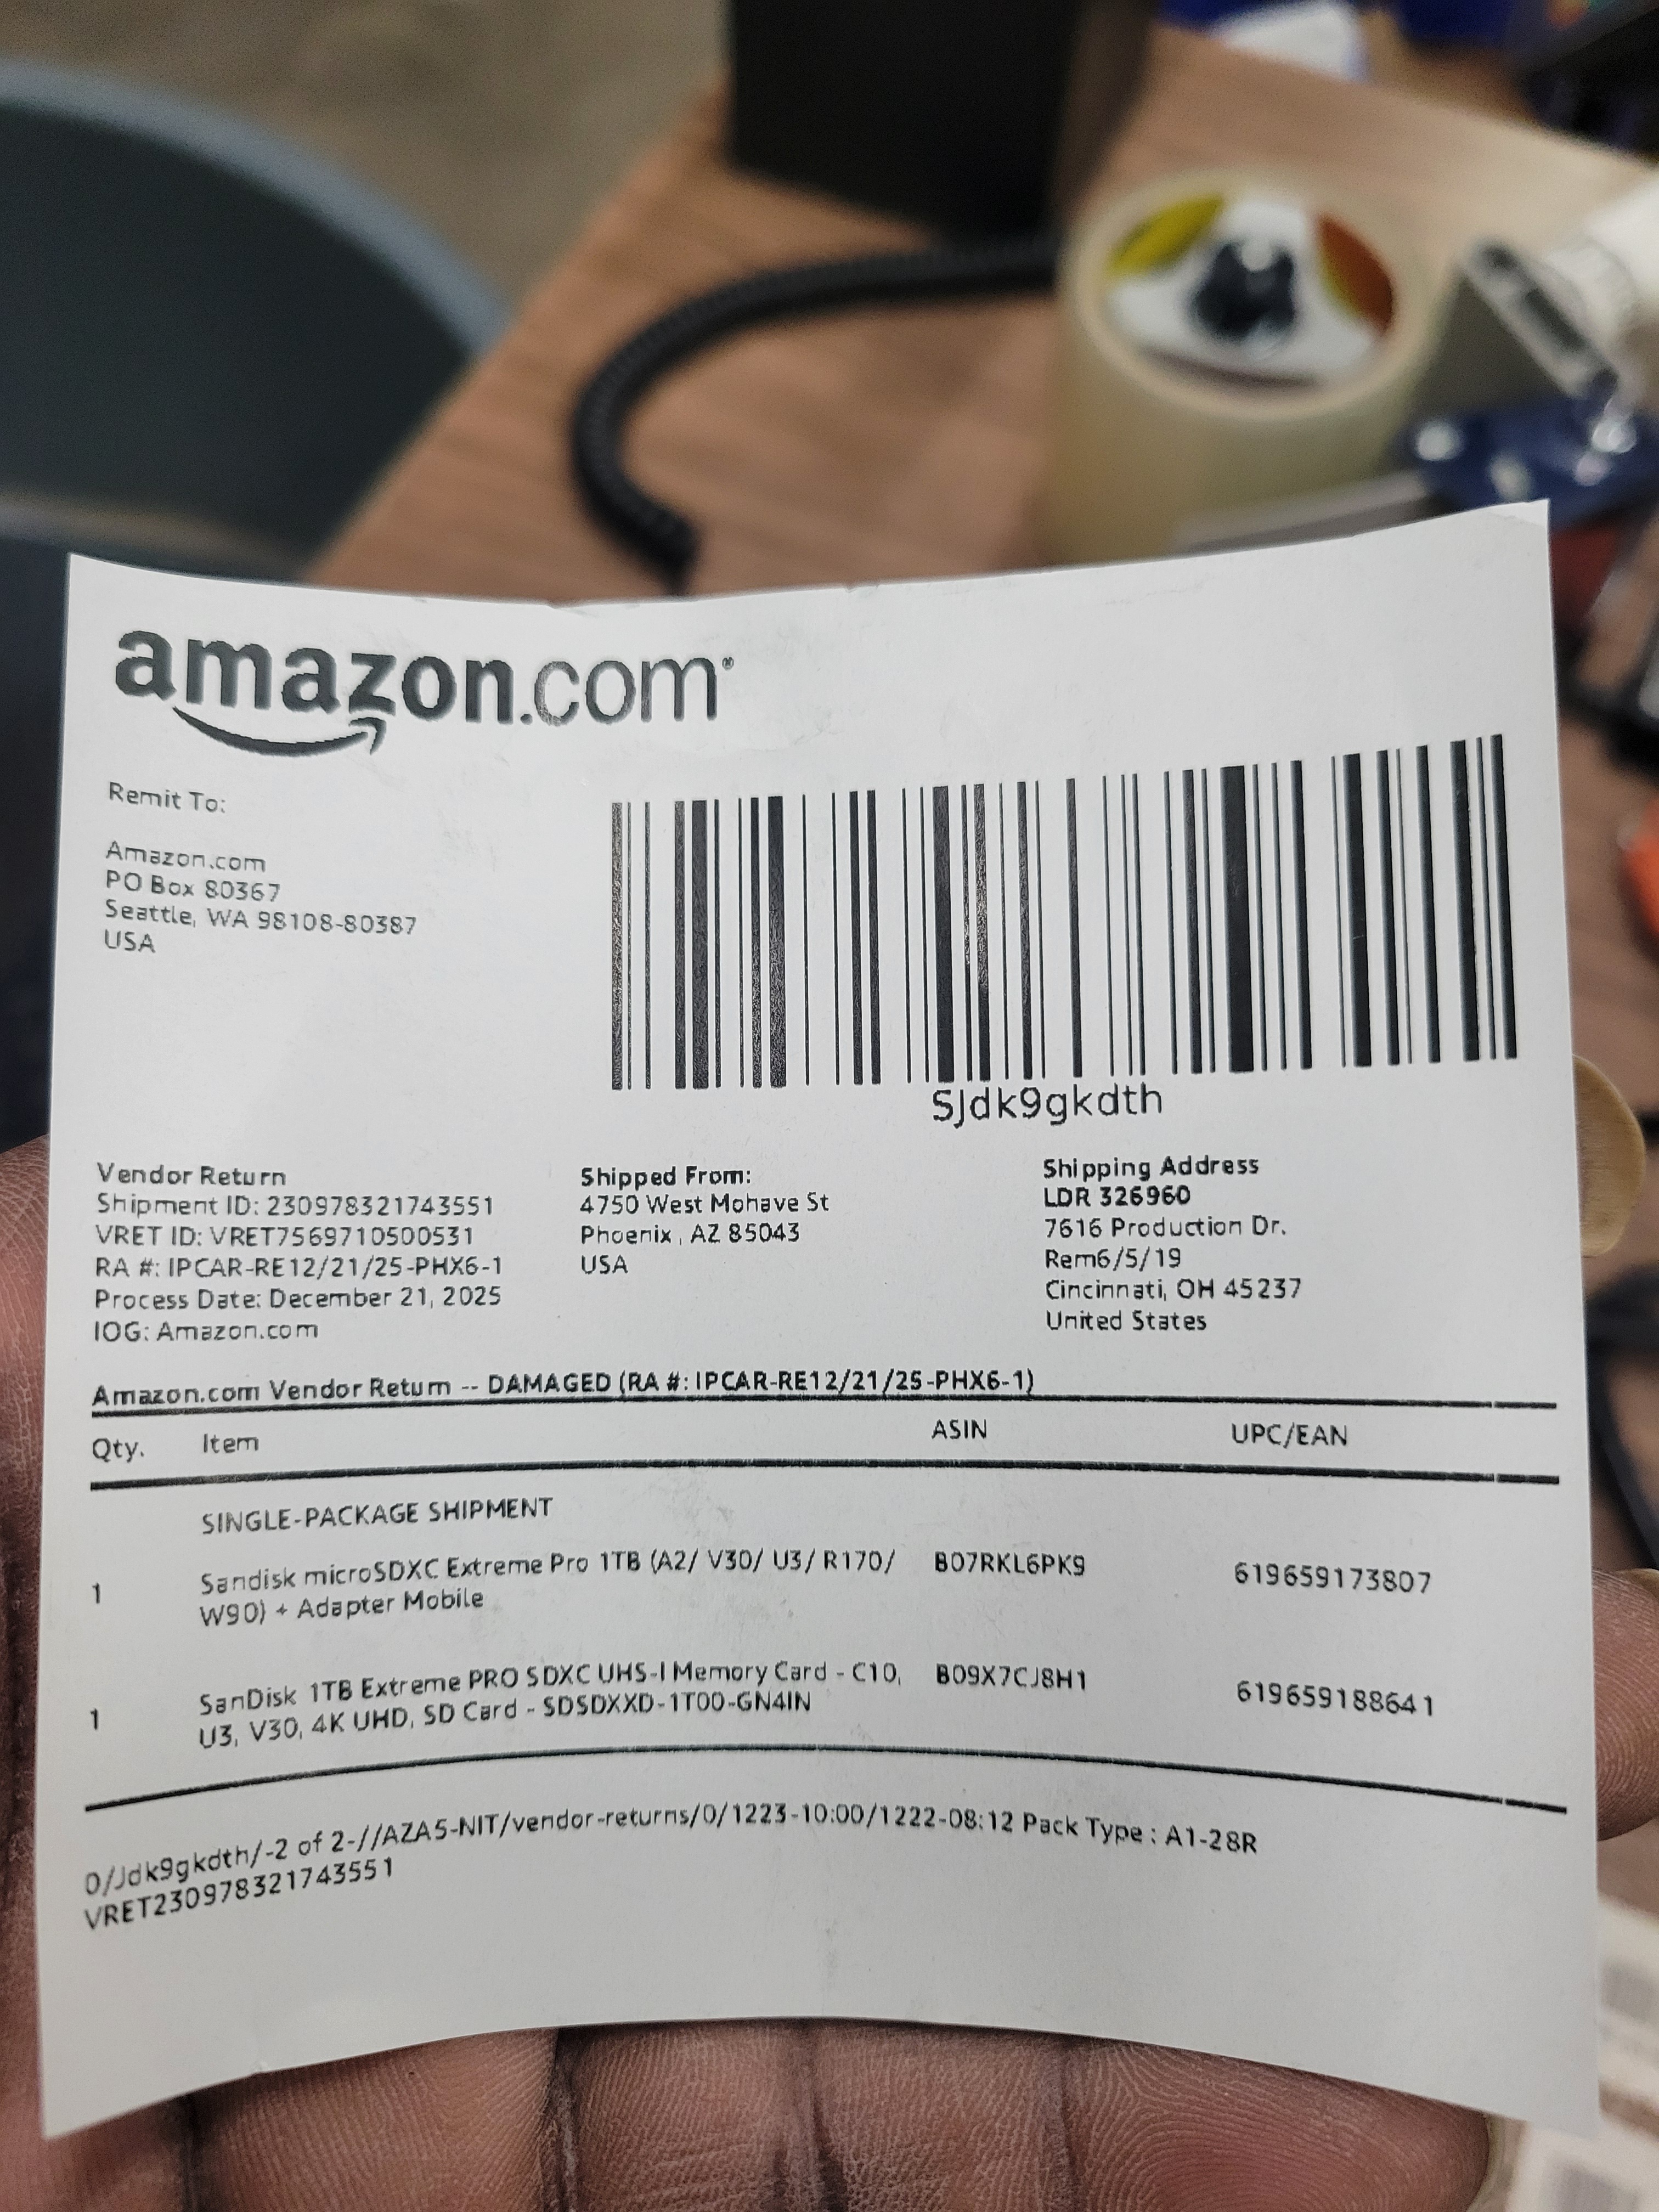 amazon.com
Remit To:
Amazon.com
PO Box 80367
Seattle, WA 98108-80387
USA
SJdk9gkdth
Vendor Return
Shipment ID: 230978321743551
VRET ID: VRET7569710500531
RA #: IPCAR-RE12/21/25-PHX6-1
Process Date: December 21, 2025
IOG: Amazon.com
Shipped From:
4750 West Mohave St
Phoenix , AZ 85043
USA
Shipping Address
LDR 326960
7616 Production Dr.
Rem6/5/19
Cincinnati, OH 45237
United States
Amazon.com Vendor Return -- DAMAGED (RA #: IPCAR-RE12/21/25-PHX6-1)
Qty. Item ASIN UPC/EAN
SINGLE-PACKAGE SHIPMENT
1 Sandisk microSDXC Extreme Pro 1TB (A2/ V30/ U3/ R170/ B07RKL6PK9 619659173807
W90) + Adapter Mobile
1 SanDisk 1TB Extreme PRO SDXC UHS-I Memory Card - C10, B09X7CJ8H1 619659188641
U3, V30, 4K UHD, SD Card - SDSDXXD-1T00-GN4IN
0/Jdk9gkdth/-2 of 2-//AZA5-NIT/vendor-returns/0/1223-10:00/1222-08:12 Pack Type : A1-28R
VRET230978321743551